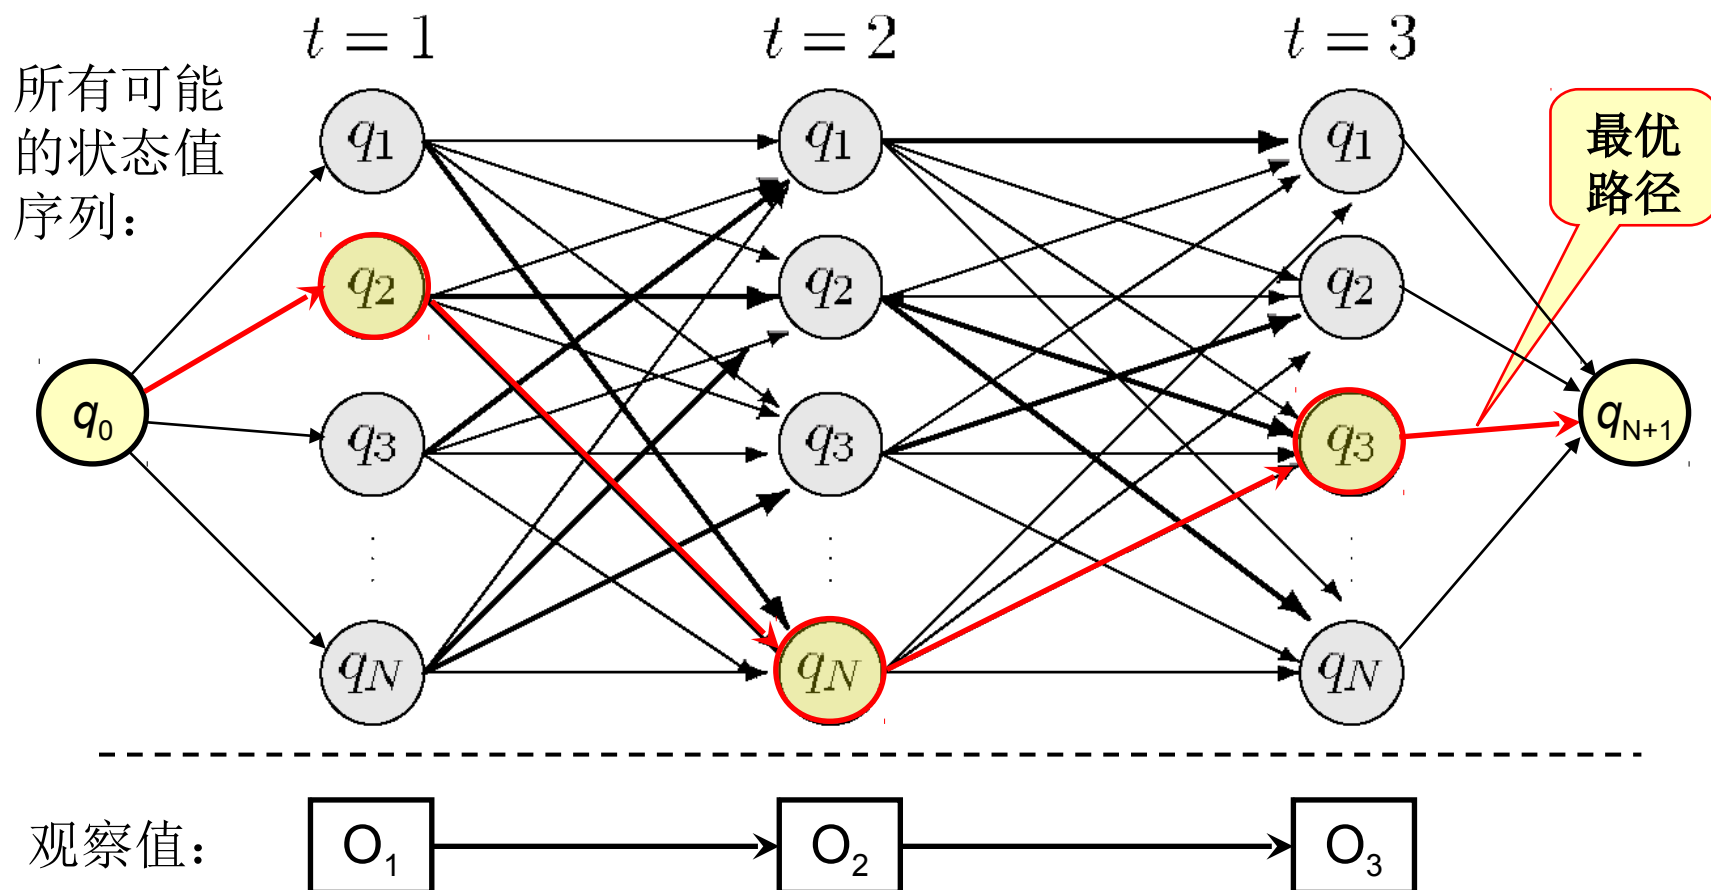 t = 1
t = 2
t = 3
所有可能
的状态值
序列：
q1
q1
q1
最优
路径
q2
q2
q2
q0
q3
q3
q3
qN+1
qN
qN
qN
观察值：
O1
O2
O3